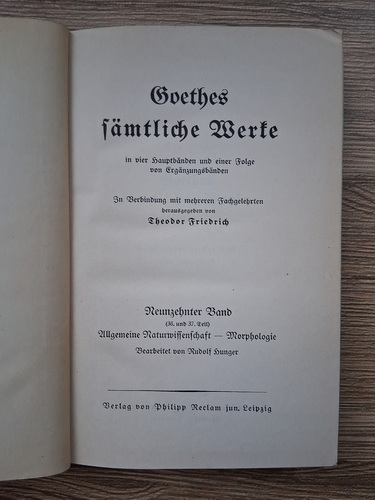 Goethes
sämtliche Werke
in vier Hauptbänden und einer Folge
von Ergänzungsbänden
In Verbindung mit mehreren Fachgelehrten
herausgegeben von
Theodor Friedrich
Neunzehnter Band
(36. und 37. Teil)
Allgemeine Naturwissenschaft — Morphologie
Bearbeitet von Rudolf Hunger
Verlag von Philipp Reclam jun. Leipzig